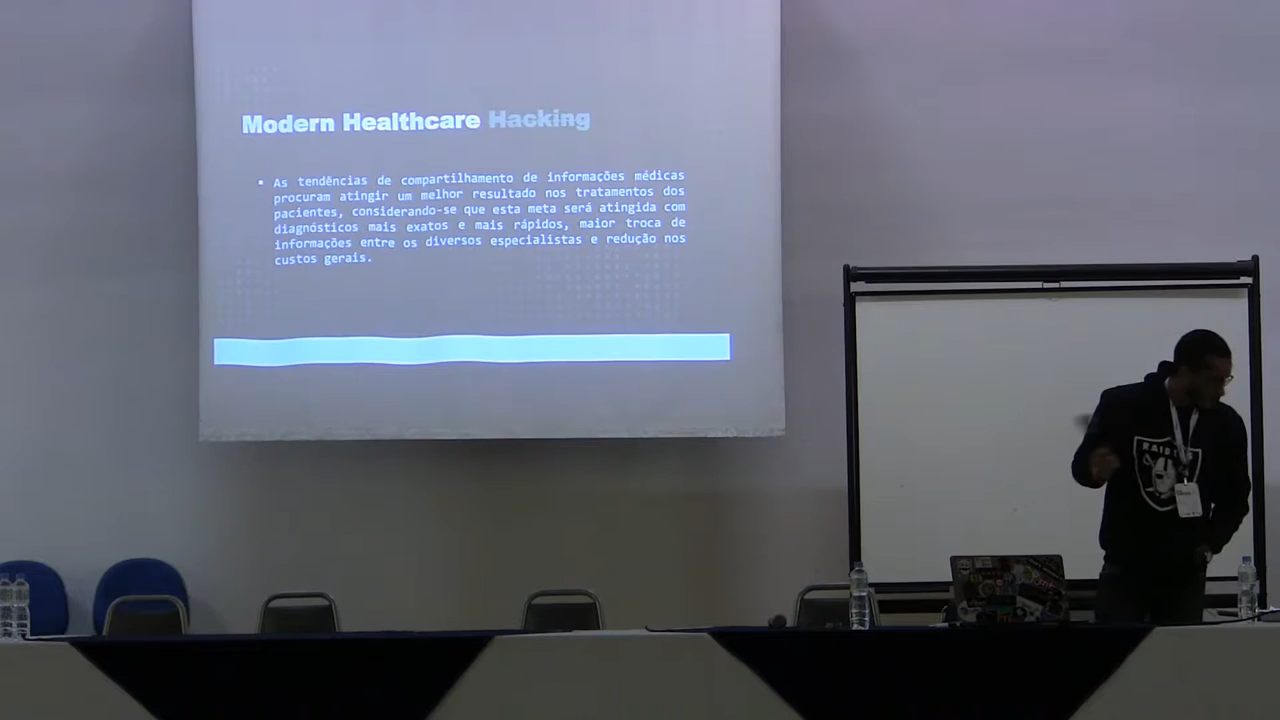 Modern Healthcare Hacking
• As tendências de compartilhamento de informações médicas
procuram atingir um melhor resultado nos tratamentos dos
pacientes, considerando-se que esta meta será atingida com
diagnósticos mais exatos e mais rápidos, maior troca de
informações entre os diversos especialistas e redução nos
custos gerais.